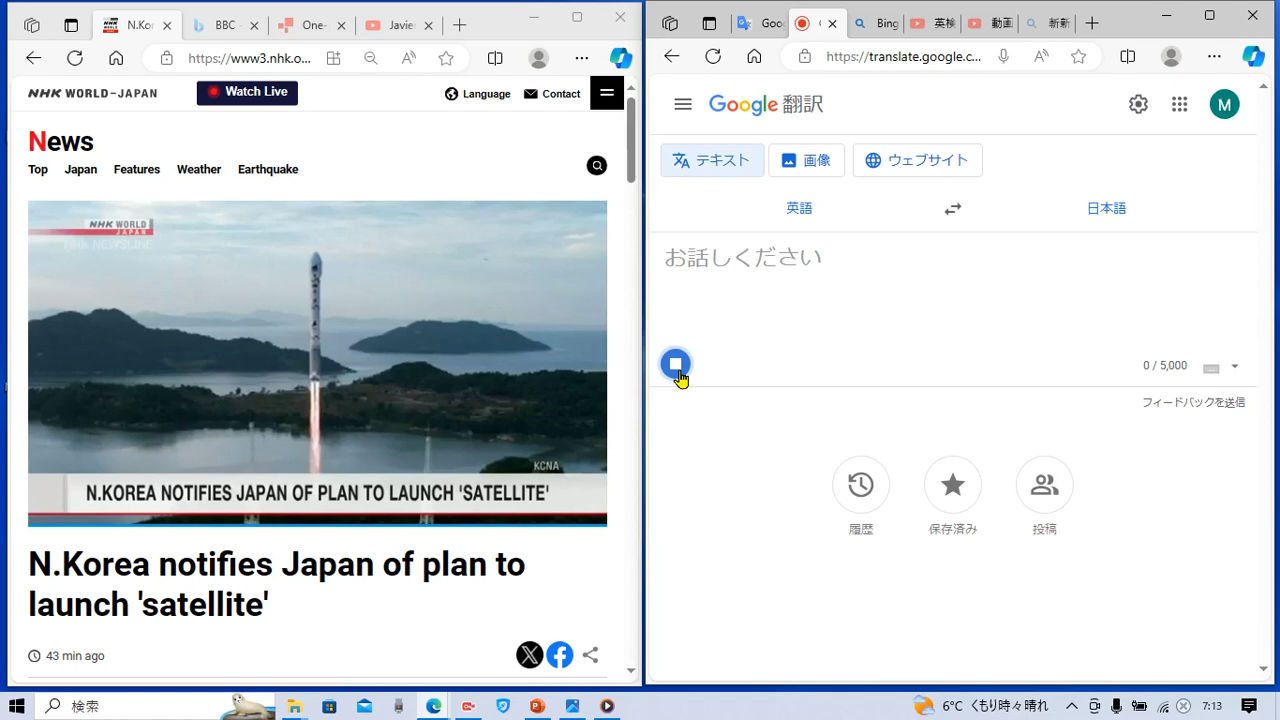 N.Kor
BBC -
One-
Javie
https://www3.nhk.o...
NHK WORLD-JAPAN
Watch Live
Language
Contact
News
Top Japan Features Weather Earthquake
NHK WORLD
JAPAN
NHK NEWSLINE
KCNA
N.KOREA NOTIFIES JAPAN OF PLAN TO LAUNCH 'SATELLITE'
N.Korea notifies Japan of plan to
launch 'satellite'
43 min ago
Goo
Bing
英検
動画
https://translate.google.c...
Google 翻訳
M
テキスト
画像
ウェブサイト
英語
日本語
お話しください
0 / 5,000
フィードバックを送信
履歴
保存済み
投稿
検索
6°C くもり時々晴れ
7:13